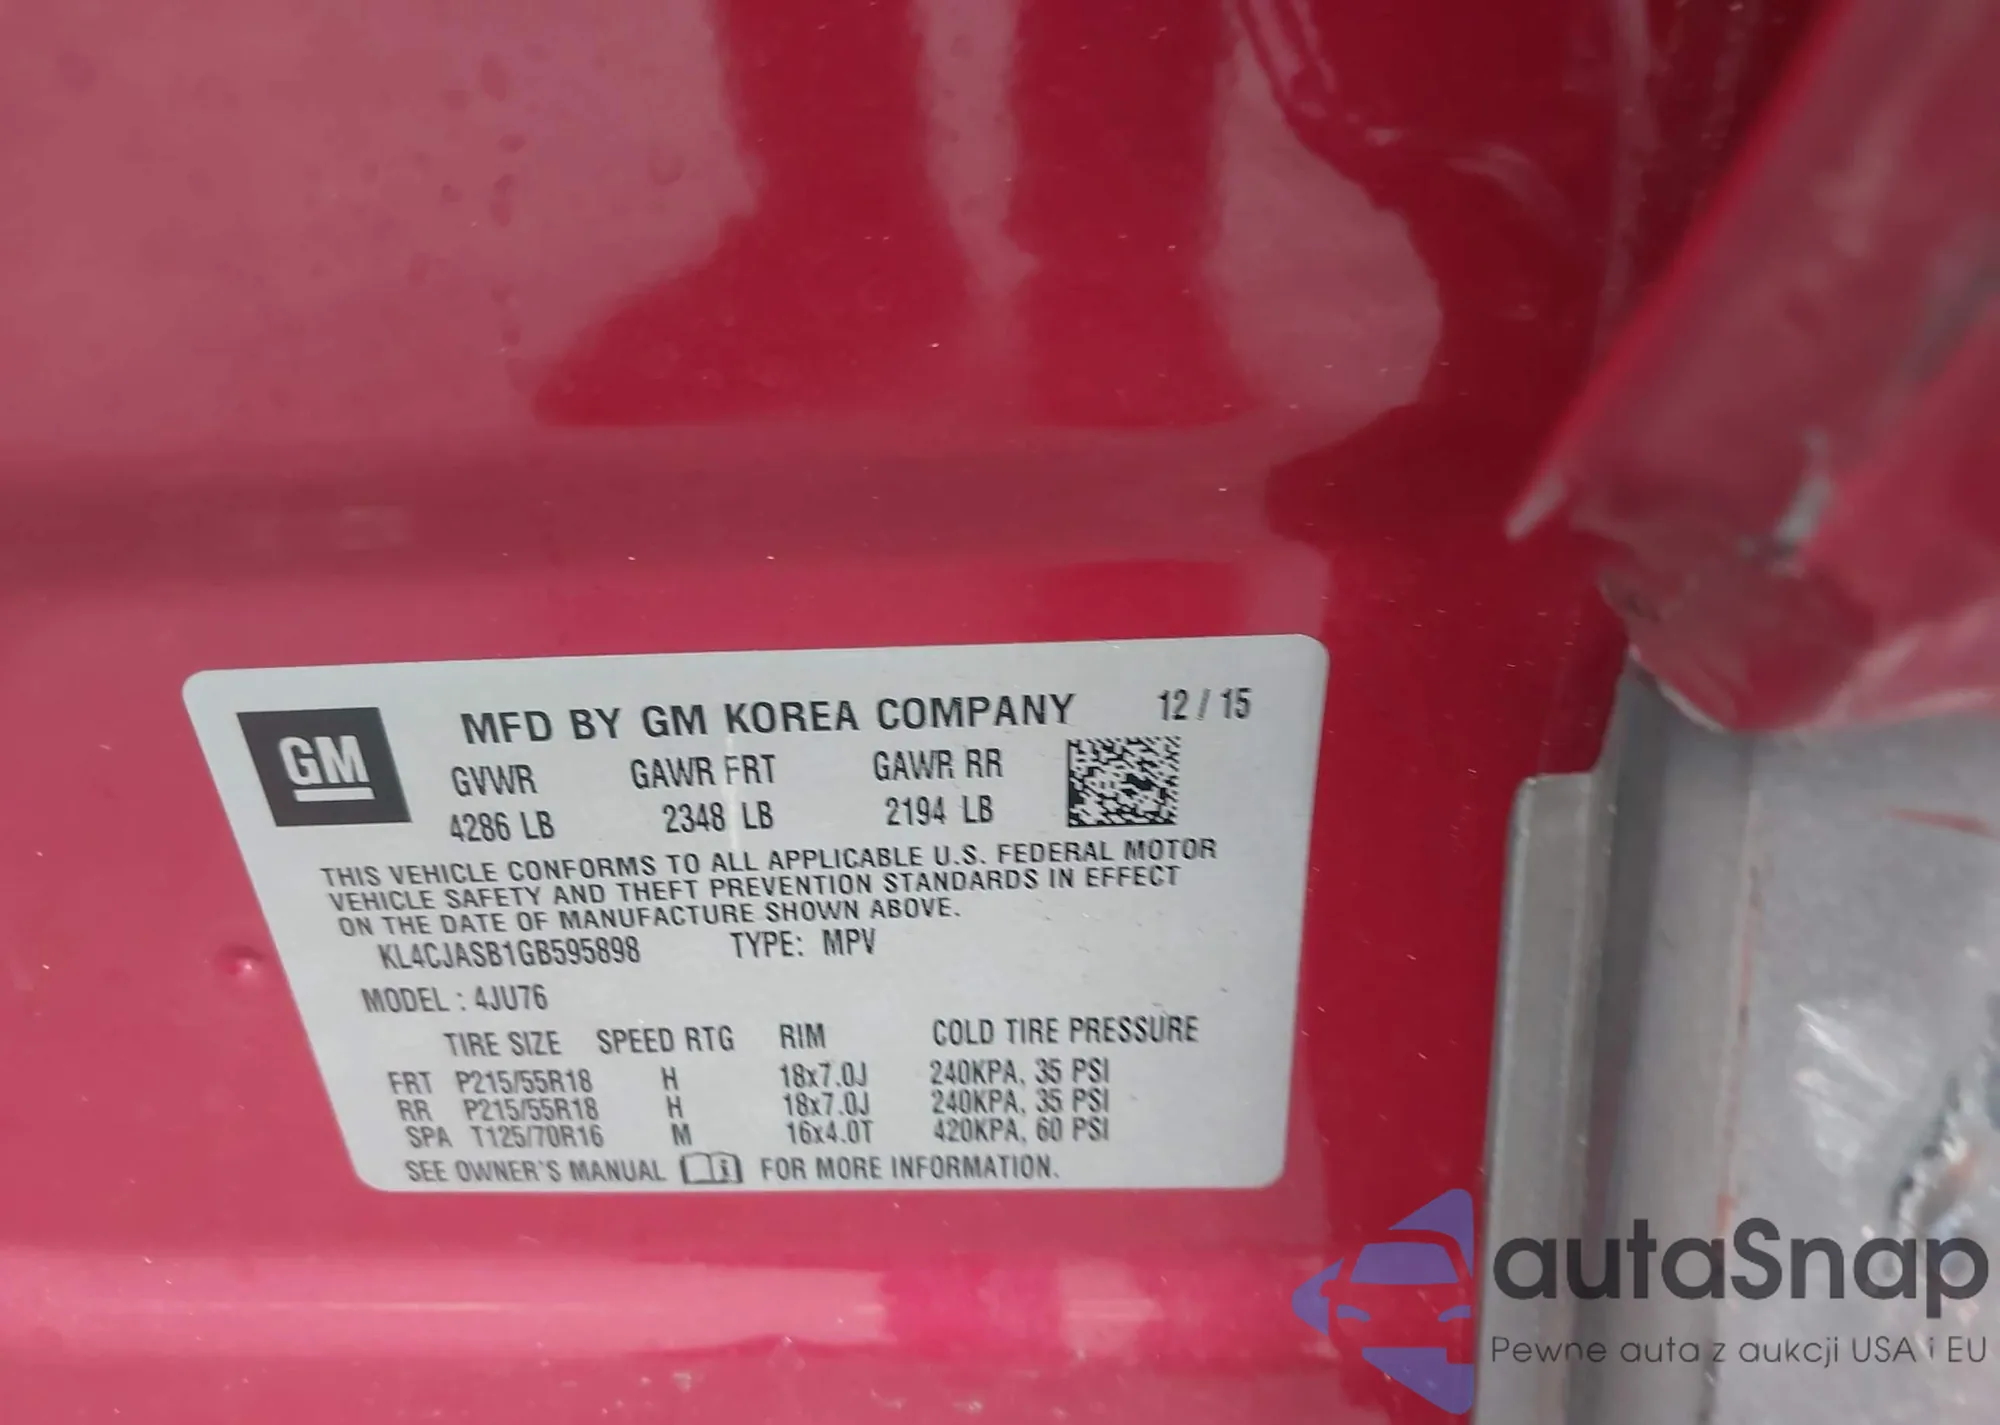 GM
MFD BY GM KOREA COMPANY 12 / 15
GVWR GAWR FRT GAWR RR
4286 LB 2348 LB 2194 LB
THIS VEHICLE CONFORMS TO ALL APPLICABLE U.S. FEDERAL MOTOR
VEHICLE SAFETY AND THEFT PREVENTION STANDARDS IN EFFECT
ON THE DATE OF MANUFACTURE SHOWN ABOVE.
KL4CJASB1GB595898 TYPE: MPV
MODEL : 4JU76
TIRE SIZE SPEED RTG RIM COLD TIRE PRESSURE
FRT P215/55R18 H 18x7.0J 240KPA, 35 PSI
RR P215/55R18 H 18x7.0J 240KPA, 35 PSI
SPA T125/70R16 M 16x4.0T 420KPA, 60 PSI
SEE OWNER'S MANUAL i FOR MORE INFORMATION.
autaSnap
Pewne auta z aukcji USA i EU